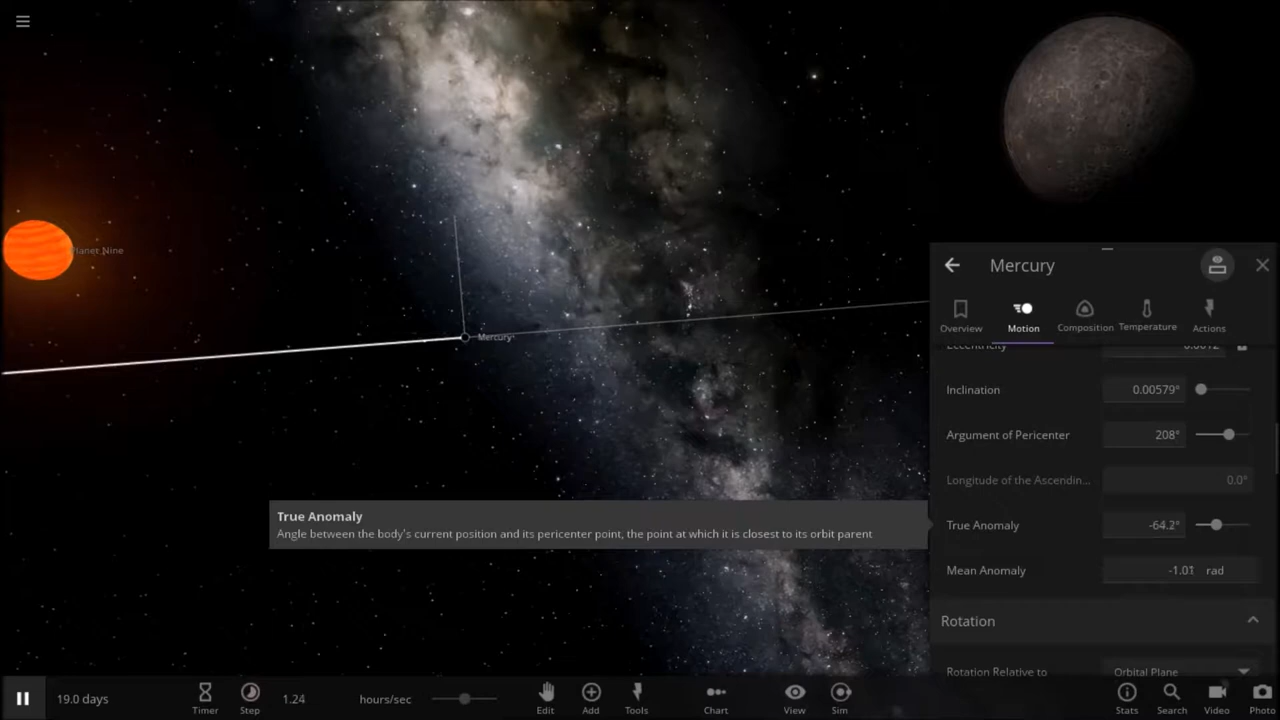 Planet Nine
Mercury
Mercury
Overview
Motion
Composition
Temperature
Actions
Eccentricity
0.0012
Inclination
0.00579°
Argument of Pericenter
208°
Longitude of the Ascendin...
0.0°
True Anomaly
Angle between the body's current position and its pericenter point, the point at which it is closest to its orbit parent
True Anomaly
-64.2°
Mean Anomaly
-1.01 rad
Rotation
Rotation Relative to
Orbital Plane
19.0 days
Timer
Step
1.24
hours/sec
Edit
Add
Tools
Chart
View
Sim
Stats
Search
Video
Photo